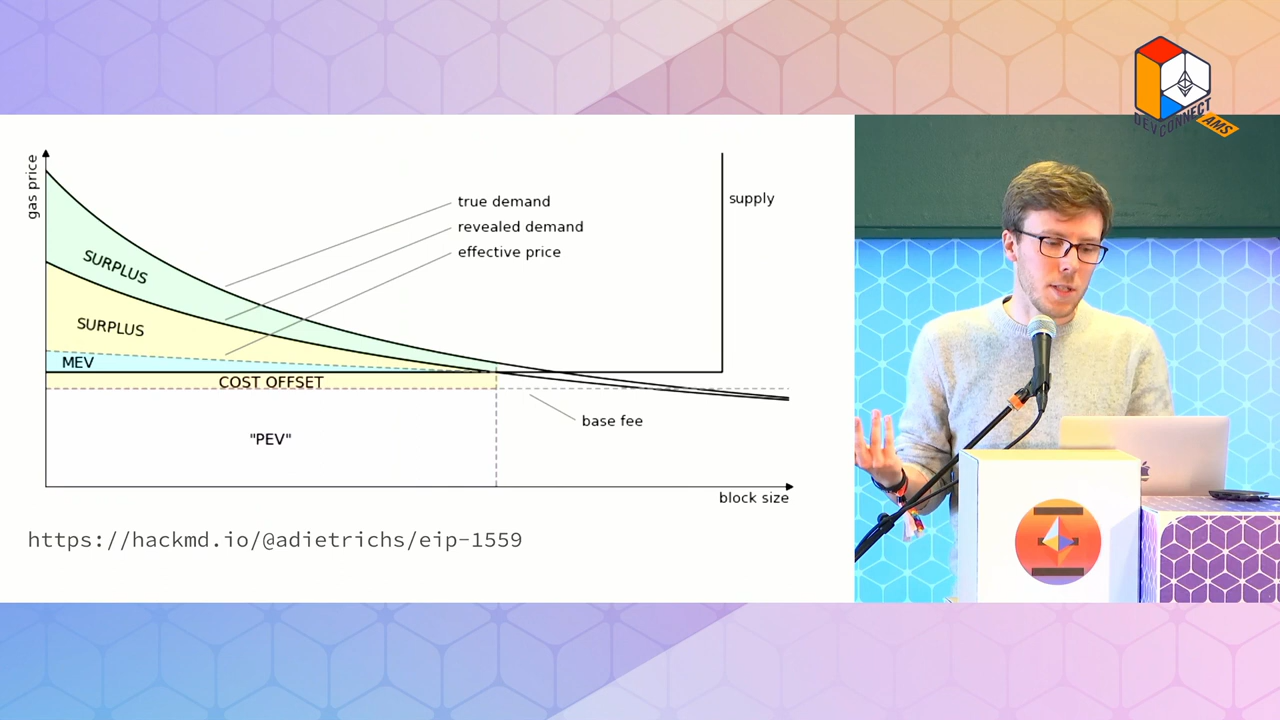 DEVCONNECT
AMS
gas price
true demand
revealed demand
effective price
supply
SURPLUS
SURPLUS
MEV
COST OFFSET
base fee
"PEV"
block size
https://hackmd.io/@adietrichs/eip-1559